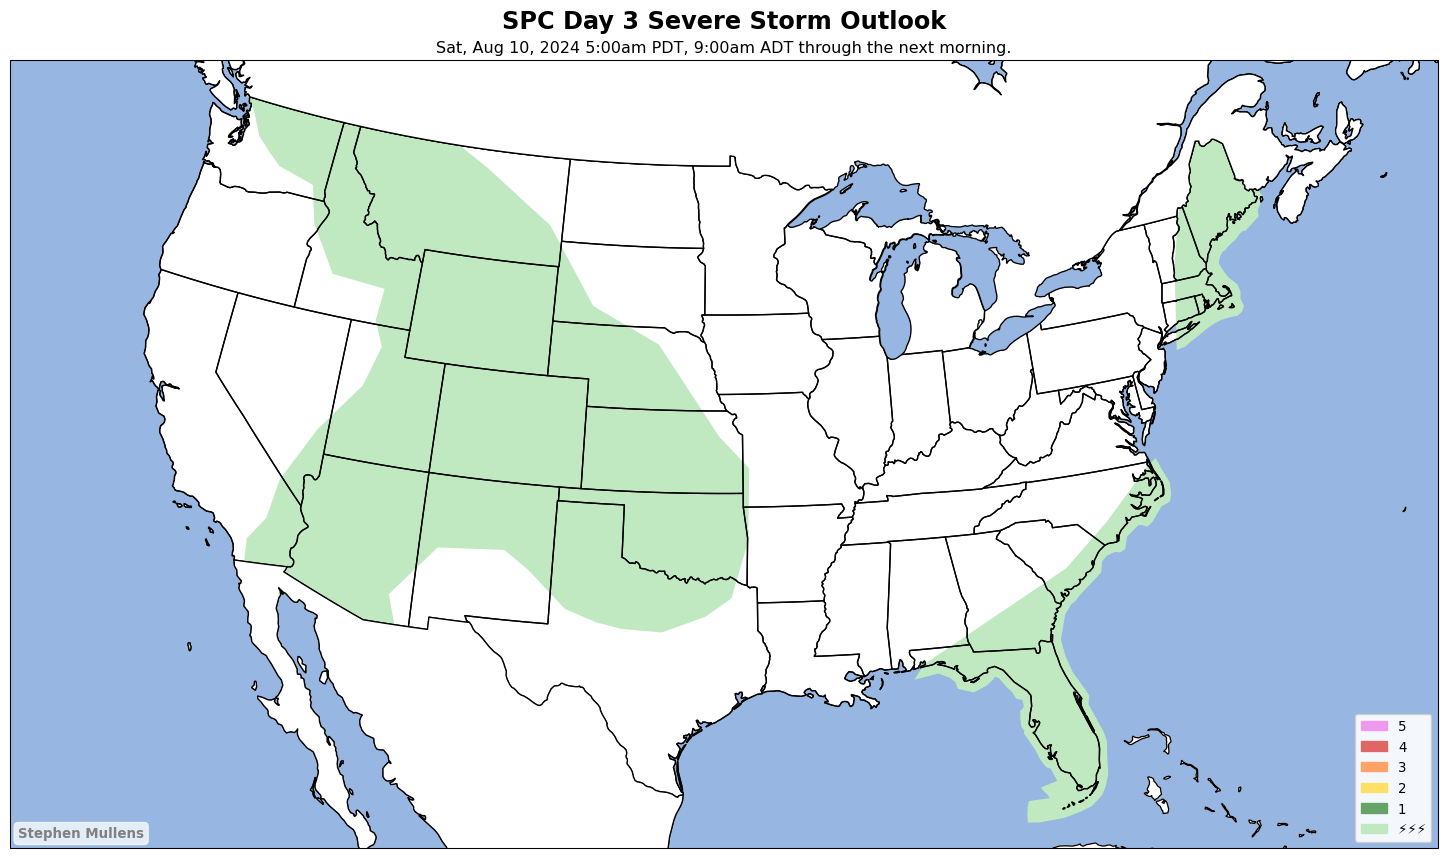 SPC Day 3 Severe Storm Outlook
Sat, Aug 10, 2024 5:00am PDT, 9:00am ADT through the next morning.
5
4
3
2
1
⚡⚡⚡
Stephen Mullens